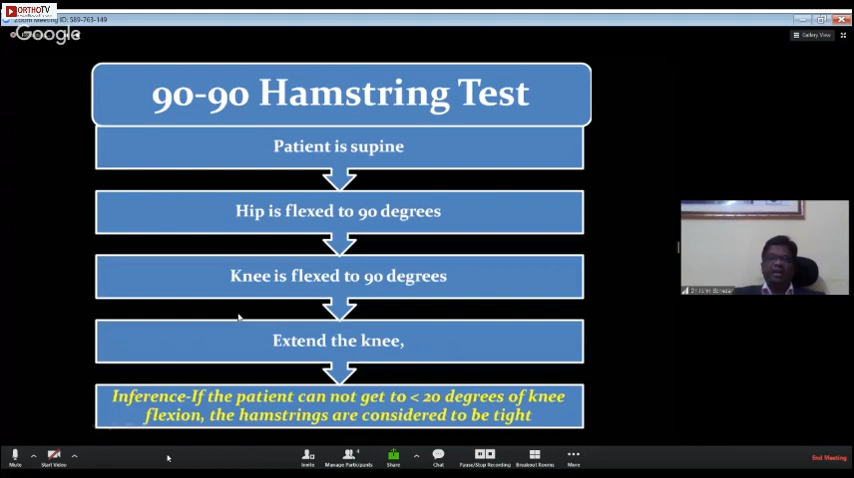 ORTHOTV
Zoom Meeting ID: 589-763-149
Google
Gallery View
90-90 Hamstring Test
Patient is supine
Hip is flexed to 90 degrees
Knee is flexed to 90 degrees
Extend the knee,
Inference-If the patient can not get to < 20 degrees of knee
flexion, the hamstrings are considered to be tight
Mute
Start Video
Invite
4
Manage Participants
Share
Chat
Pause/Stop Recording
Breakout Rooms
More
End Meeting